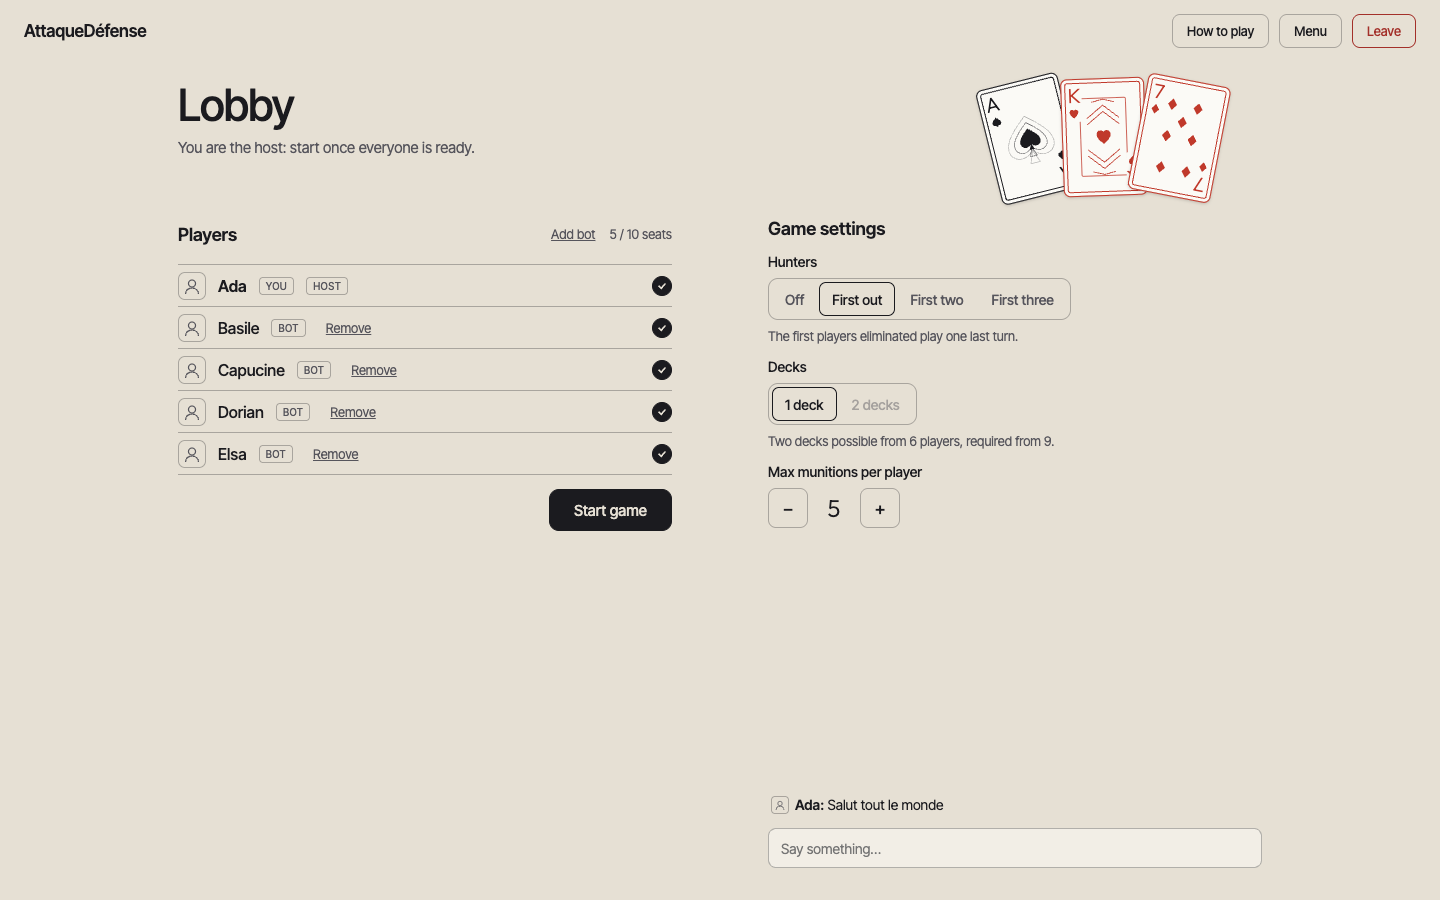 AttaqueDéfense
How to play
Menu
Leave
Lobby
You are the host: start once everyone is ready.
A
K
7
7
Players
Add bot
5 / 10 seats
Ada YOU HOST
Basile BOT Remove
Capucine BOT Remove
Dorian BOT Remove
Elsa BOT Remove
Start game
Game settings
Hunters
Off First out First two First three
The first players eliminated play one last turn.
Decks
1 deck 2 decks
Two decks possible from 6 players, required from 9.
Max munitions per player
− 5 +
Ada: Salut tout le monde
Say something...